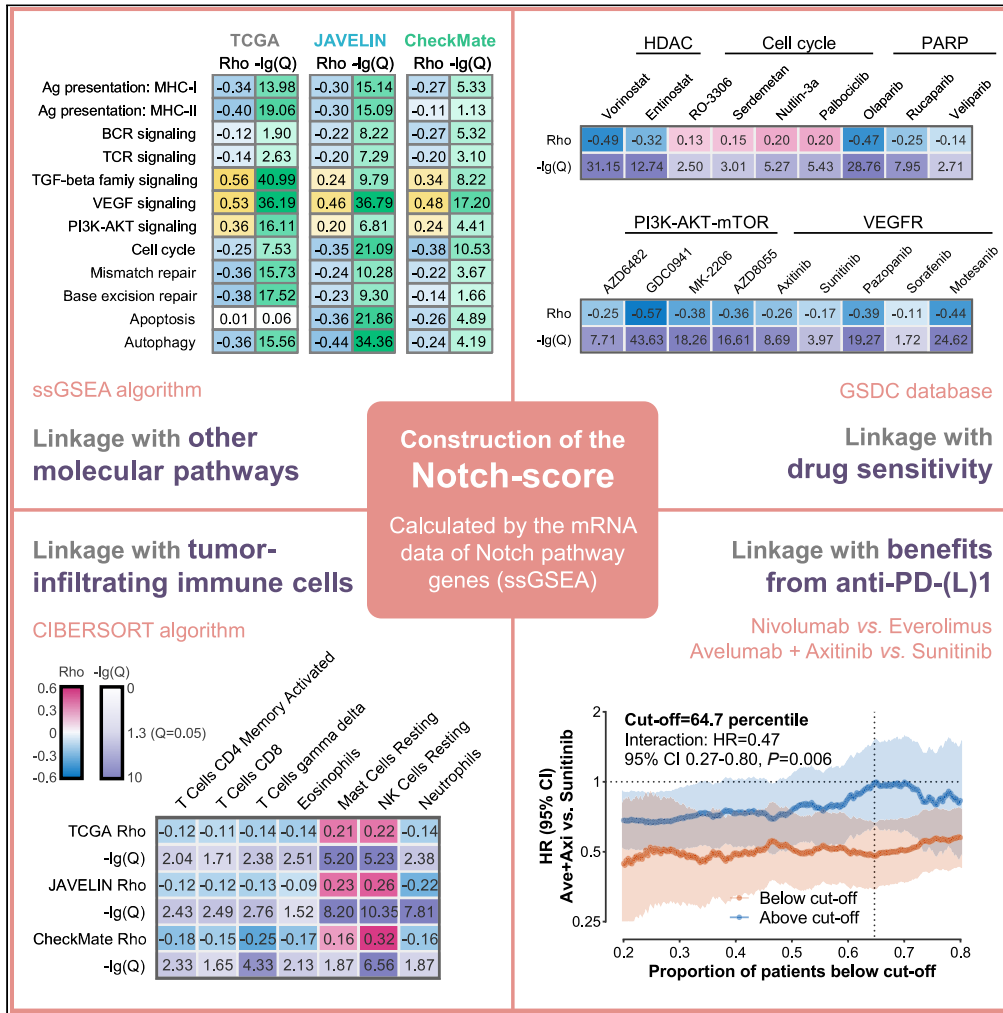 TCGA JAVELIN CheckMate
Rho -lg(Q) Rho -lg(Q) Rho -lg(Q)
Ag presentation: MHC-I -0.34 13.98 -0.30 15.14 -0.27 5.33
Ag presentation: MHC-II -0.40 19.06 -0.30 15.09 -0.11 1.13
BCR signaling -0.12 1.90 -0.22 8.22 -0.27 5.32
TCR signaling -0.14 2.63 -0.20 7.29 -0.20 3.10
TGF-beta famiy signaling 0.56 40.99 0.24 9.79 0.34 8.22
VEGF signaling 0.53 36.19 0.46 36.79 0.48 17.20
PI3K-AKT signaling 0.36 16.11 0.20 6.81 0.24 4.41
Cell cycle -0.25 7.53 -0.35 21.09 -0.38 10.53
Mismatch repair -0.36 15.73 -0.24 10.28 -0.22 3.67
Base excision repair -0.38 17.52 -0.23 9.30 -0.14 1.66
Apoptosis 0.01 0.06 -0.36 21.86 -0.26 4.89
Autophagy -0.36 15.56 -0.44 34.36 -0.24 4.19
ssGSEA algorithm
Linkage with other
molecular pathways
HDAC Cell cycle PARP
Vorinostat Entinostat RO-3306 Serdemetan Nutlin-3a Palbociclib Olaparib Rucaparib Veliparib
Rho -0.49 -0.32 0.13 0.15 0.20 0.20 -0.47 -0.25 -0.14
-lg(Q) 31.15 12.74 2.50 3.01 5.27 5.43 28.76 7.95 2.71
PI3K-AKT-mTOR VEGFR
AZD6482 GDC0941 MK-2206 AZD8055 Axitinib Sunitinib Pazopanib Sorafenib Motesanib
Rho -0.25 -0.57 -0.38 -0.36 -0.26 -0.17 -0.39 -0.11 -0.44
-lg(Q) 7.71 43.63 18.26 16.61 8.69 3.97 19.27 1.72 24.62
GSDC database
Linkage with
drug sensitivity
Construction of the
Notch-score
Calculated by the mRNA
data of Notch pathway
genes (ssGSEA)
Linkage with tumor-
infiltrating immune cells
CIBERSORT algorithm
Rho -lg(Q)
0.6 0
0.3
0 1.3 (Q=0.05)
-0.3
-0.6 10
T Cells CD4 Memory Activated
T Cells CD8
T Cells gamma delta
Eosinophils
Mast Cells Resting
NK Cells Resting
Neutrophils
TCGA Rho -0.12 -0.11 -0.14 -0.14 0.21 0.22 -0.14
-lg(Q) 2.04 1.71 2.38 2.51 5.20 5.23 2.38
JAVELIN Rho -0.12 -0.12 -0.13 -0.09 0.23 0.26 -0.22
-lg(Q) 2.43 2.49 2.76 1.52 8.20 10.35 7.81
CheckMate Rho -0.18 -0.15 -0.25 -0.17 0.16 0.32 -0.16
-lg(Q) 2.33 1.65 4.33 2.13 1.87 6.56 1.87
Linkage with benefits
from anti-PD-(L)1
Nivolumab vs. Everolimus
Avelumab + Axitinib vs. Sunitinib
HR (95% CI)
Ave+Axi vs. Sunitinib
2
1
0.5
0.25
Cut-off=64.7 percentile
Interaction: HR=0.47
95% CI 0.27-0.80, P=0.006
Below cut-off
Above cut-off
0.2 0.3 0.4 0.5 0.6 0.7 0.8
Proportion of patients below cut-off